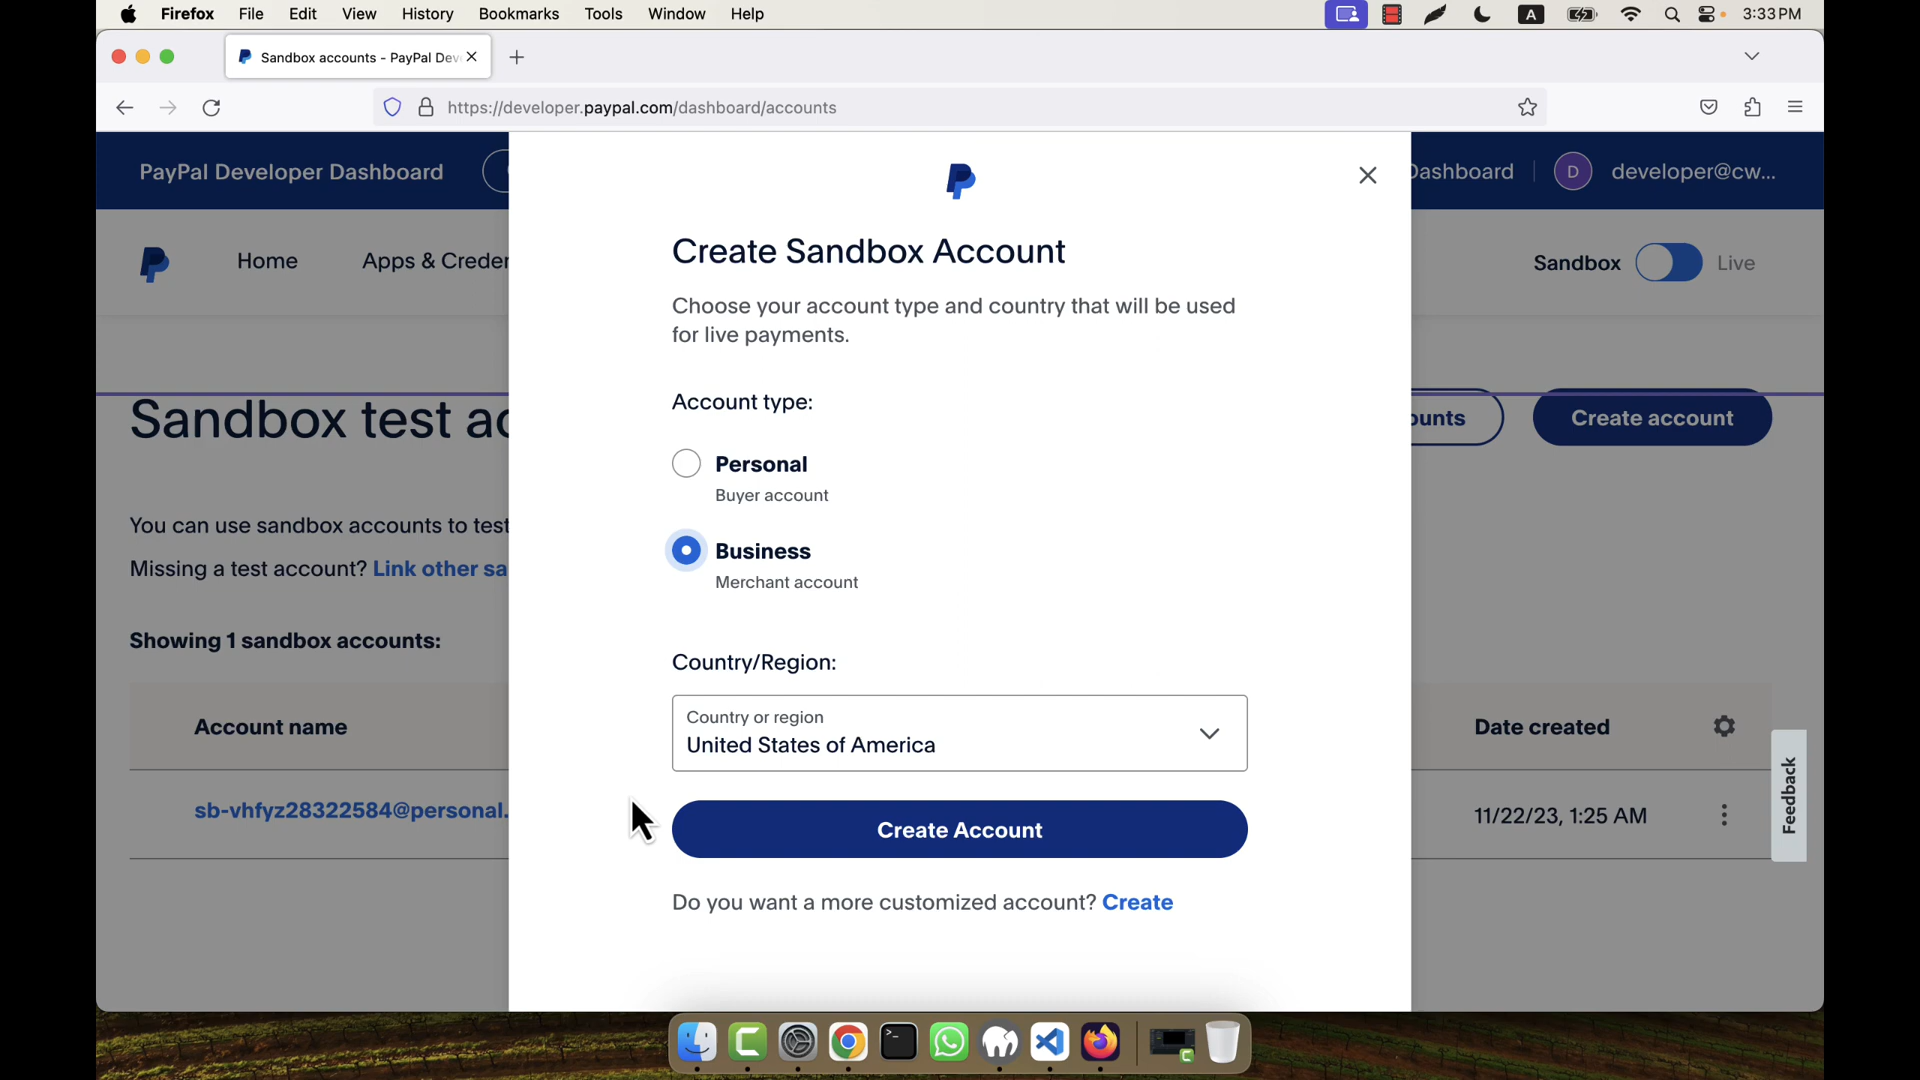 Firefox File Edit View History Bookmarks Tools Window Help A 3:33 PM
Sandbox accounts - PayPal Dev
https://developer.paypal.com/dashboard/accounts
PayPal Developer Dashboard Dashboard D developer@cw...
Home Apps & Creder Sandbox Live
Create Sandbox Account
Choose your account type and country that will be used
for live payments.
Account type:
Sandbox test ac ounts Create account
Personal
Buyer account
You can use sandbox accounts to test
Business
Missing a test account? Link other sa
Merchant account
Showing 1 sandbox accounts:
Country/Region:
Country or region
United States of America
Account name Date created
Feedback
sb-vhfyz28322584@personal. 11/22/23, 1:25 AM
Create Account
Do you want a more customized account? Create